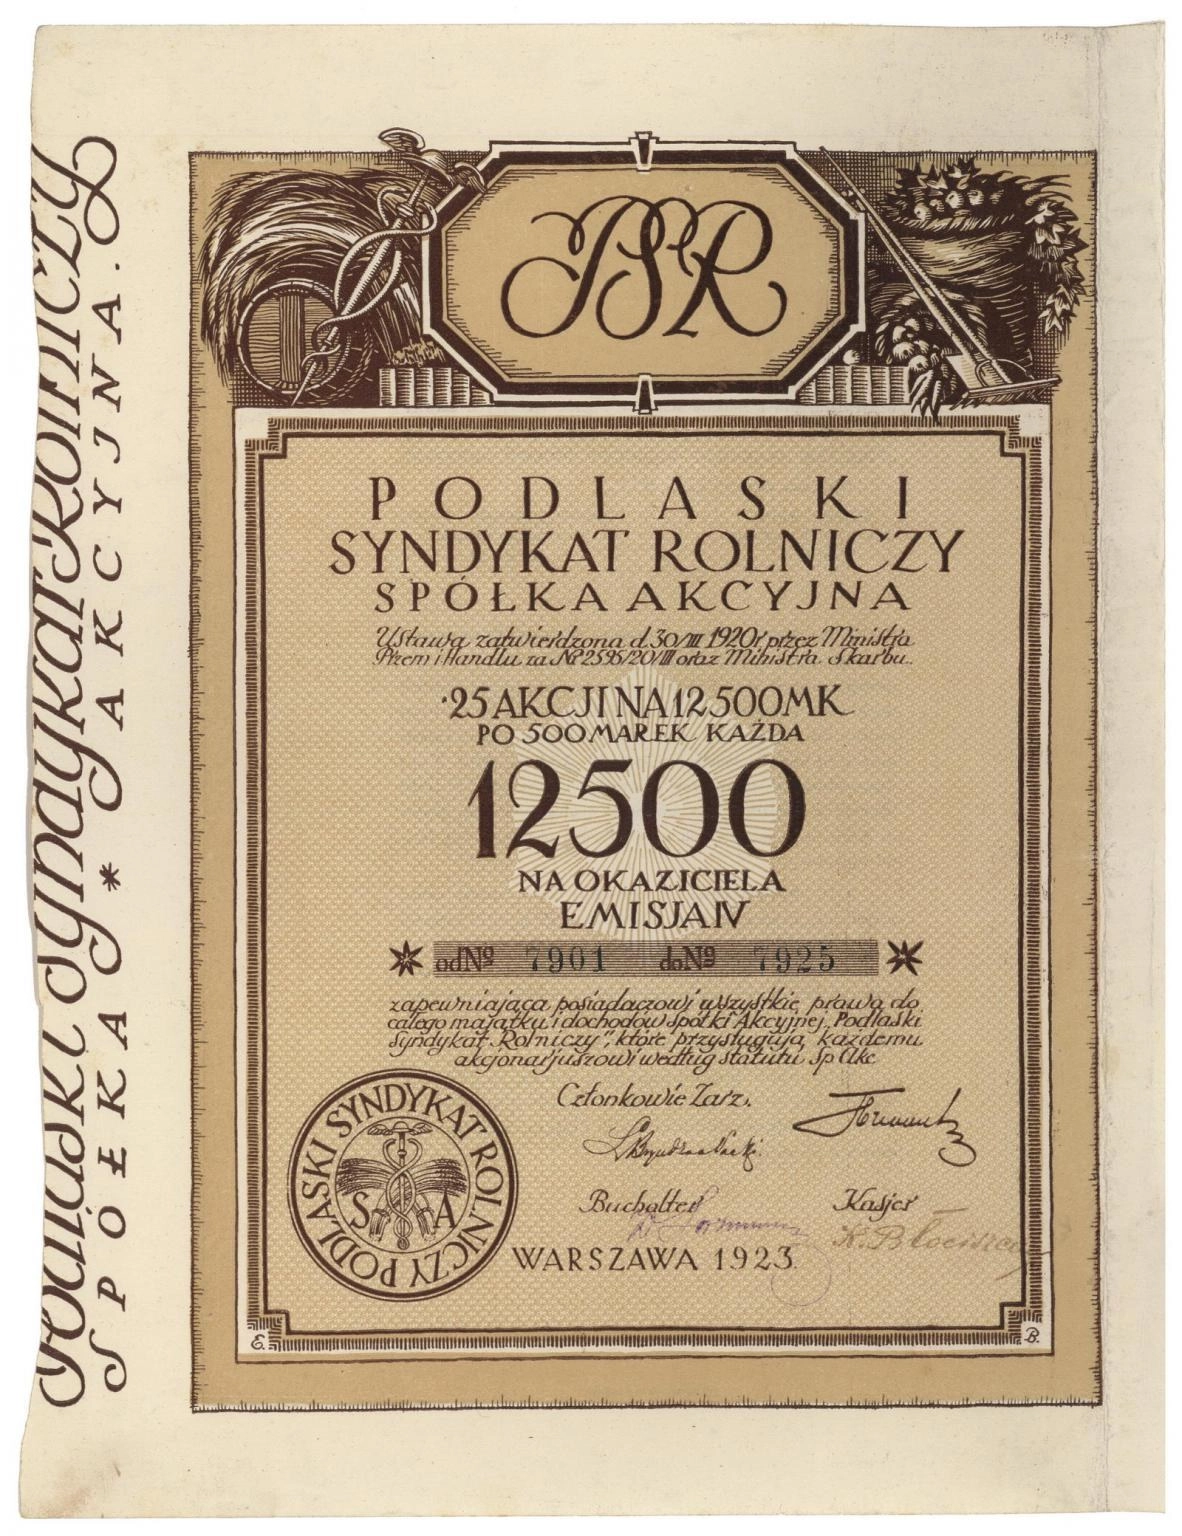 Podlaski Syndykat Rolniczy
SPÓŁKA * AKCYJNA.
PSR
PODLASKI
SYNDYKAT ROLNICZY
SPÓŁKA AKCYJNA
Ustawa zatwierdzona d. 30/III 1920 r. przez Ministra
Przem i Handlu za № 2595/20/III oraz Ministra Skarbu.
25 AKCJI NA 12500 MK
PO 500 MAREK KAŻDA
12500
NA OKAZICIELA
EMISJA IV
od № 7901 do № 7925
zapewniająca posiadaczowi wszystkie prawa do
całego majątku i dochodów spółki Akcyjnej „Podlaski
Syndykat Rolniczy", które przysługują każdemu
akcjonarjuszowi według statutu Sp Akc
Członkowie Zarz.
Buchalter Kasjer
PODLASKI SYNDYKAT ROLNICZY
S A
WARSZAWA 1923.
E. B.